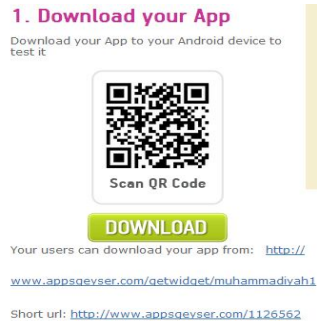 1. Download your App
Download your App to your Android device to
test it
Scan QR Code
DOWNLOAD
Your users can download your app from: http://
www.appsgeyser.com/getwidget/muhammadiyah1
Short url: http://www.appsgeyser.com/1126562